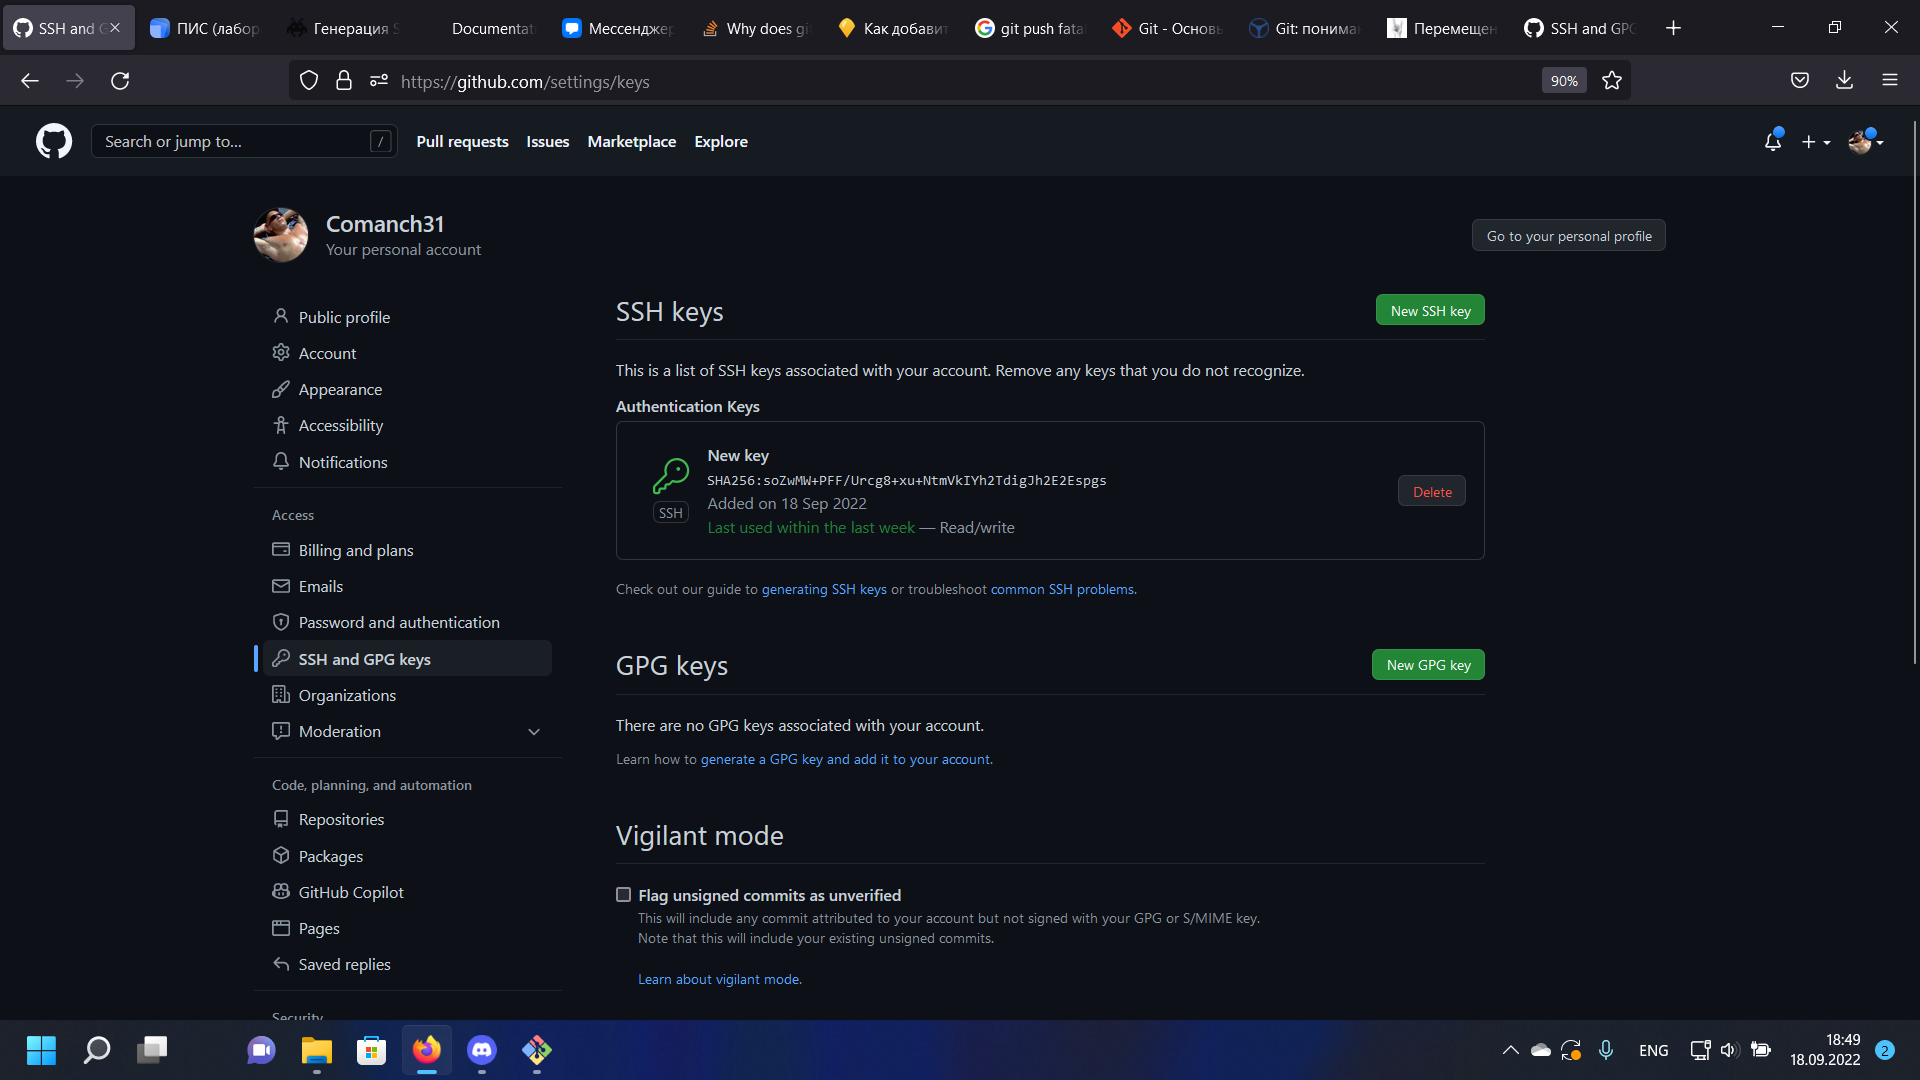 SSH and G
ПИС (лабор
Генерация S
Documentat
Мессенджер
Why does gi
Как добавит
git push fatal
Git - Основы
Git: понимаю
Перемещен
SSH and GPG
https://github.com/settings/keys
90%
Search or jump to...
/
Pull requests
Issues
Marketplace
Explore
Comanch31
Your personal account
Go to your personal profile
Public profile
Account
Appearance
Accessibility
Notifications
Access
Billing and plans
Emails
Password and authentication
SSH and GPG keys
Organizations
Moderation
Code, planning, and automation
Repositories
Packages
GitHub Copilot
Pages
Saved replies
Security
SSH keys
New SSH key
This is a list of SSH keys associated with your account. Remove any keys that you do not recognize.
Authentication Keys
New key
SHA256:soZwMW+PFF/Urcg8+xu+NtmVkIYh2TdigJh2E2Espgs
Added on 18 Sep 2022
Last used within the last week — Read/write
SSH
Delete
Check out our guide to generating SSH keys or troubleshoot common SSH problems.
GPG keys
New GPG key
There are no GPG keys associated with your account.
Learn how to generate a GPG key and add it to your account.
Vigilant mode
Flag unsigned commits as unverified
This will include any commit attributed to your account but not signed with your GPG or S/MIME key.
Note that this will include your existing unsigned commits.
Learn about vigilant mode.
ENG
18:49
18.09.2022
2